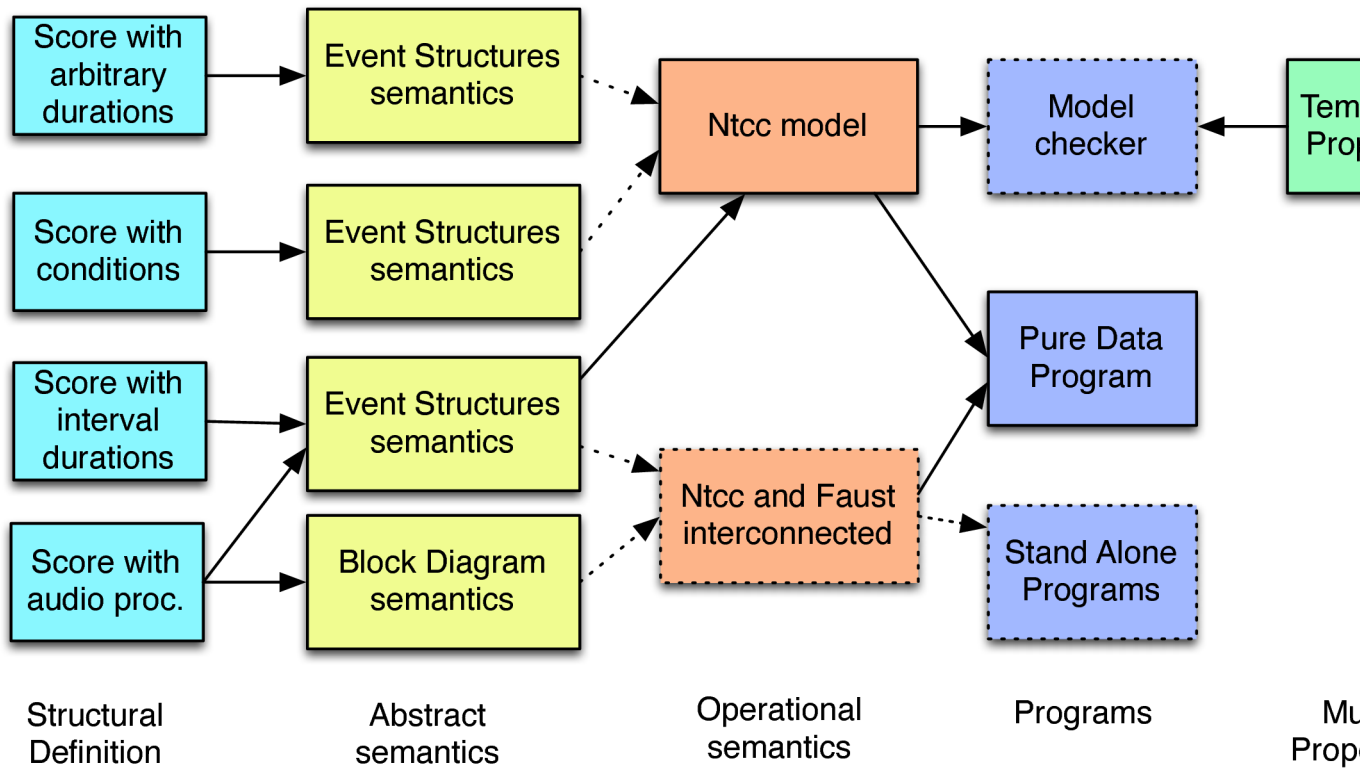 Score with
arbitrary
durations
Event Structures
semantics
Ntcc model
Model
checker
Score with
conditions
Event Structures
semantics
Pure Data
Program
Score with
interval
durations
Event Structures
semantics
Ntcc and Faust
interconnected
Stand Alone
Programs
Score with
audio proc.
Block Diagram
semantics
Structural
Definition
Abstract
semantics
Operational
semantics
Programs